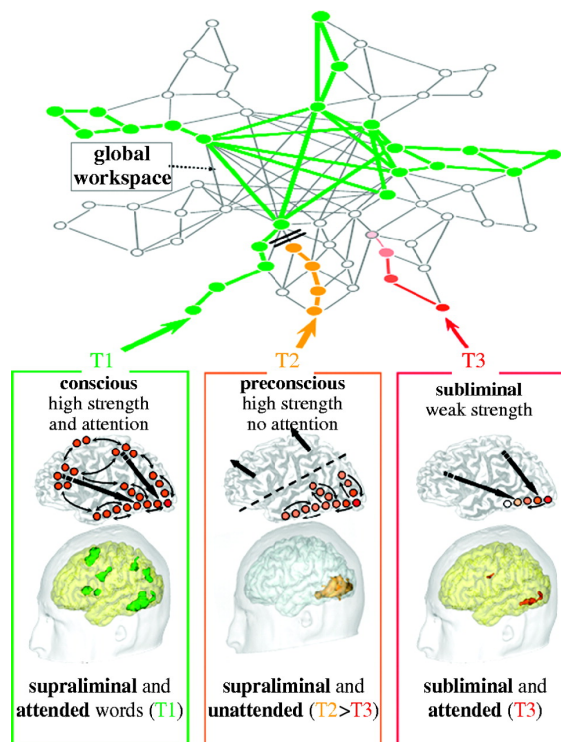 global
workspace
T1
T2
T3
conscious
high strength
and attention
preconscious
high strength
no attention
subliminal
weak strength
supraliminal and
attended words (T1)
supraliminal and
unattended (T2>T3)
subliminal and
attended (T3)